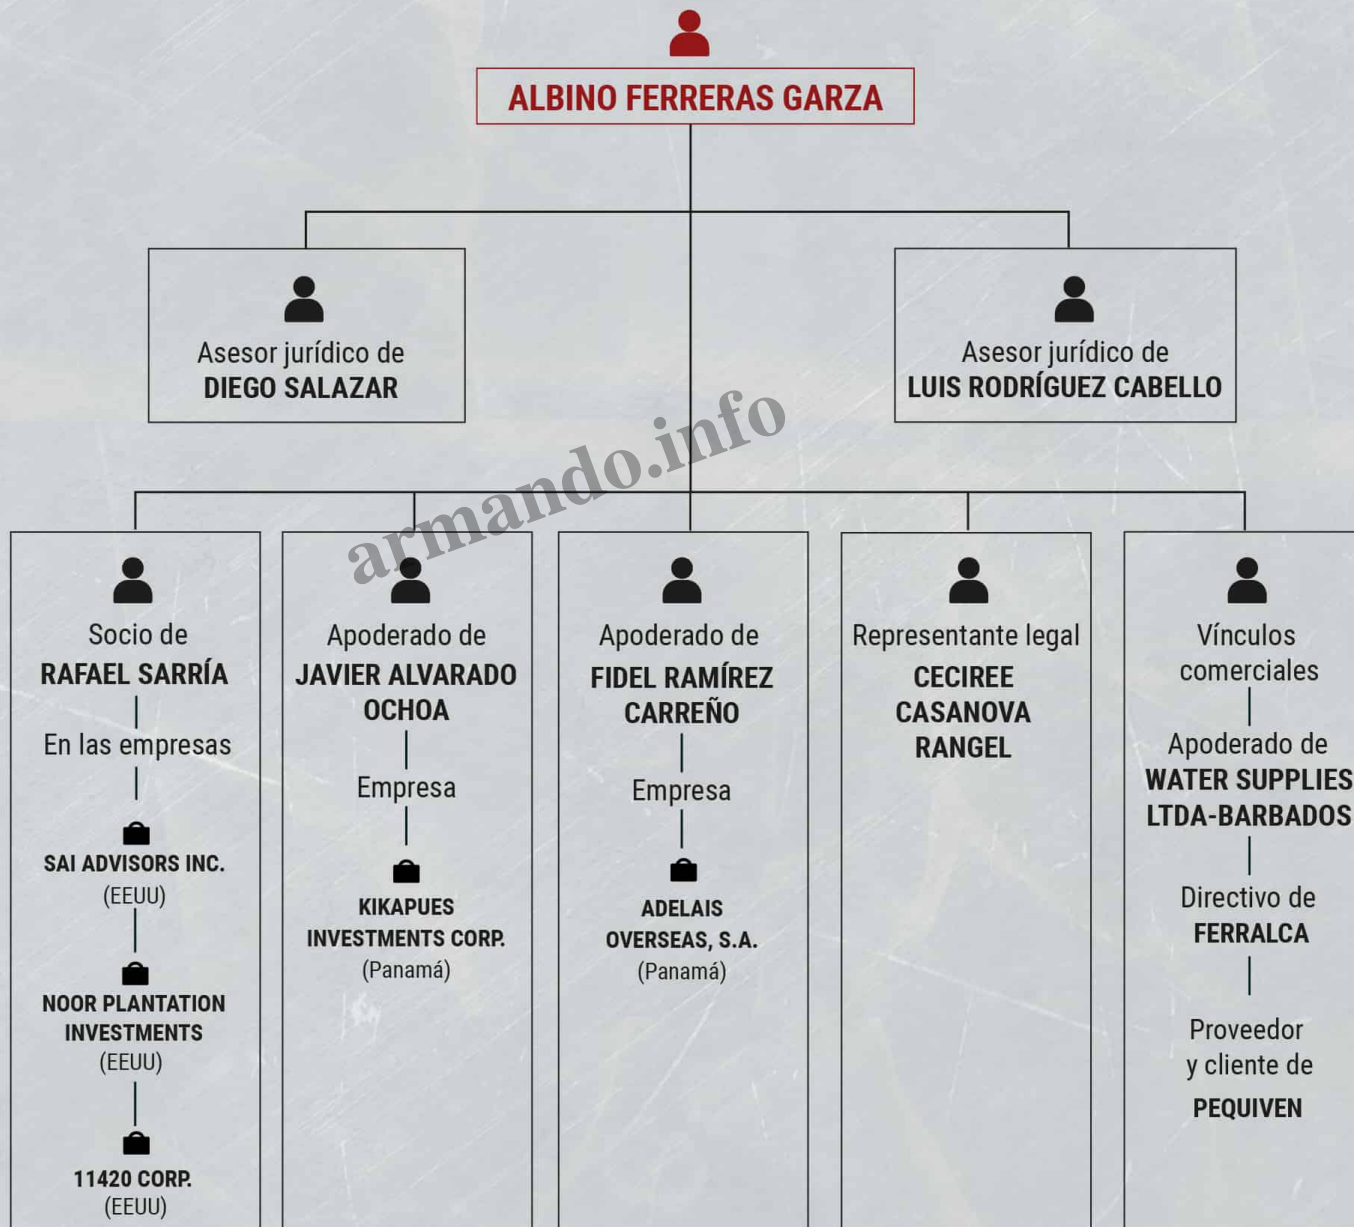 ALBINO FERRERAS GARZA
Asesor jurídico de
DIEGO SALAZAR
Asesor jurídico de
LUIS RODRÍGUEZ CABELLO
armando.info
Socio de
RAFAEL SARRÍA
En las empresas
SAI ADVISORS INC.
(EEUU)
NOOR PLANTATION
INVESTMENTS
(EEUU)
11420 CORP.
(EEUU)
Apoderado de
JAVIER ALVARADO
OCHOA
Empresa
KIKAPUES
INVESTMENTS CORP.
(Panamá)
Apoderado de
FIDEL RAMÍREZ
CARREÑO
Empresa
ADELAIS
OVERSEAS, S.A.
(Panamá)
Representante legal
CECIREE
CASANOVA
RANGEL
Vínculos
comerciales
Apoderado de
WATER SUPPLIES
LTDA-BARBADOS
Directivo de
FERRALCA
Proveedor
y cliente de
PEQUIVEN